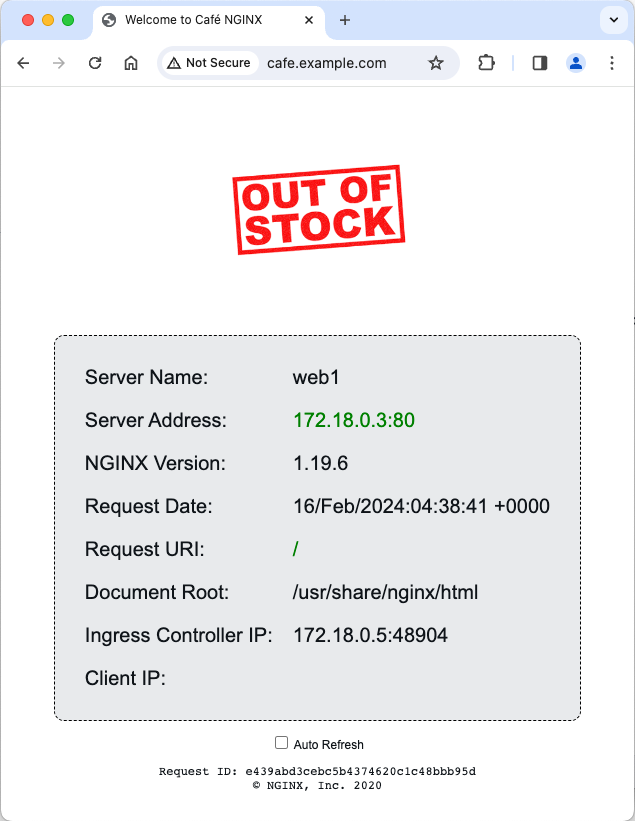 Welcome to Café NGINX
Not Secure
cafe.example.com
OUT OF
STOCK
Server Name: web1
Server Address: 172.18.0.3:80
NGINX Version: 1.19.6
Request Date: 16/Feb/2024:04:38:41 +0000
Request URI: /
Document Root: /usr/share/nginx/html
Ingress Controller IP: 172.18.0.5:48904
Client IP:
Auto Refresh
Request ID: e439abd3cebc5b4374620c1c48bbb95d
© NGINX, Inc. 2020